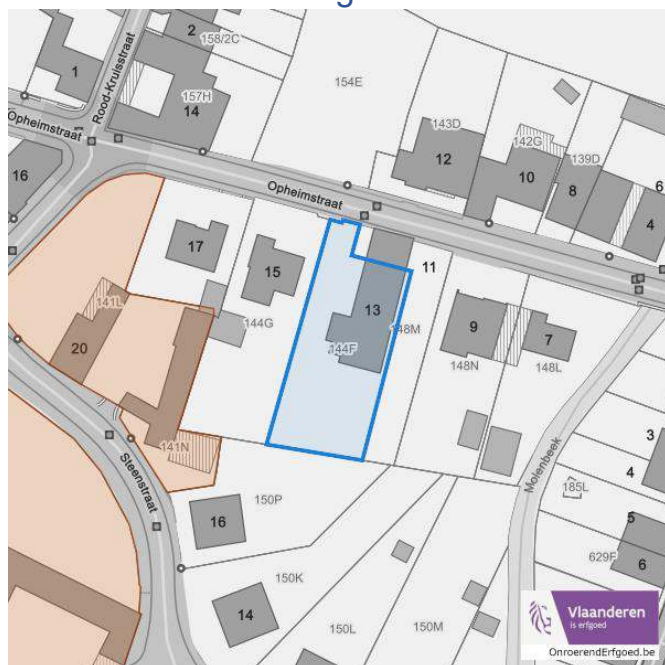 2
158/2C
1
Rood-Kruisstraat
157H
14
154E
Opheimstraat
16
143D
12
142G
10
139D
8
6
4
Opheimstraat
17
15
11
13
141L
144G
148M
144F
20
9
7
148N
148L
141N
Steenstraat
Molenbeek
3
4
185L
150P
16
5
629F
6
150K
14
150L
150M
Vlaanderen
is erfgoed
OnroerendErfgoed.be